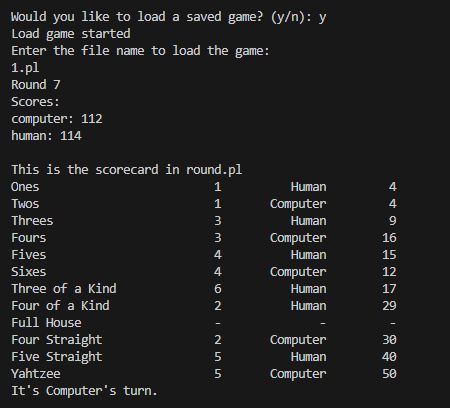 Would you like to load a saved game? (y/n): y
Load game started
Enter the file name to load the game:
1.pl
Round 7
Scores:
computer: 112
human: 114
This is the scorecard in round.pl
Ones 1 Human 4
Twos 1 Computer 4
Threes 3 Human 9
Fours 3 Computer 16
Fives 4 Human 15
Sixes 4 Computer 12
Three of a Kind 6 Human 17
Four of a Kind 2 Human 29
Full House - - -
Four Straight 2 Computer 30
Five Straight 5 Human 40
Yahtzee 5 Computer 50
It's Computer's turn.